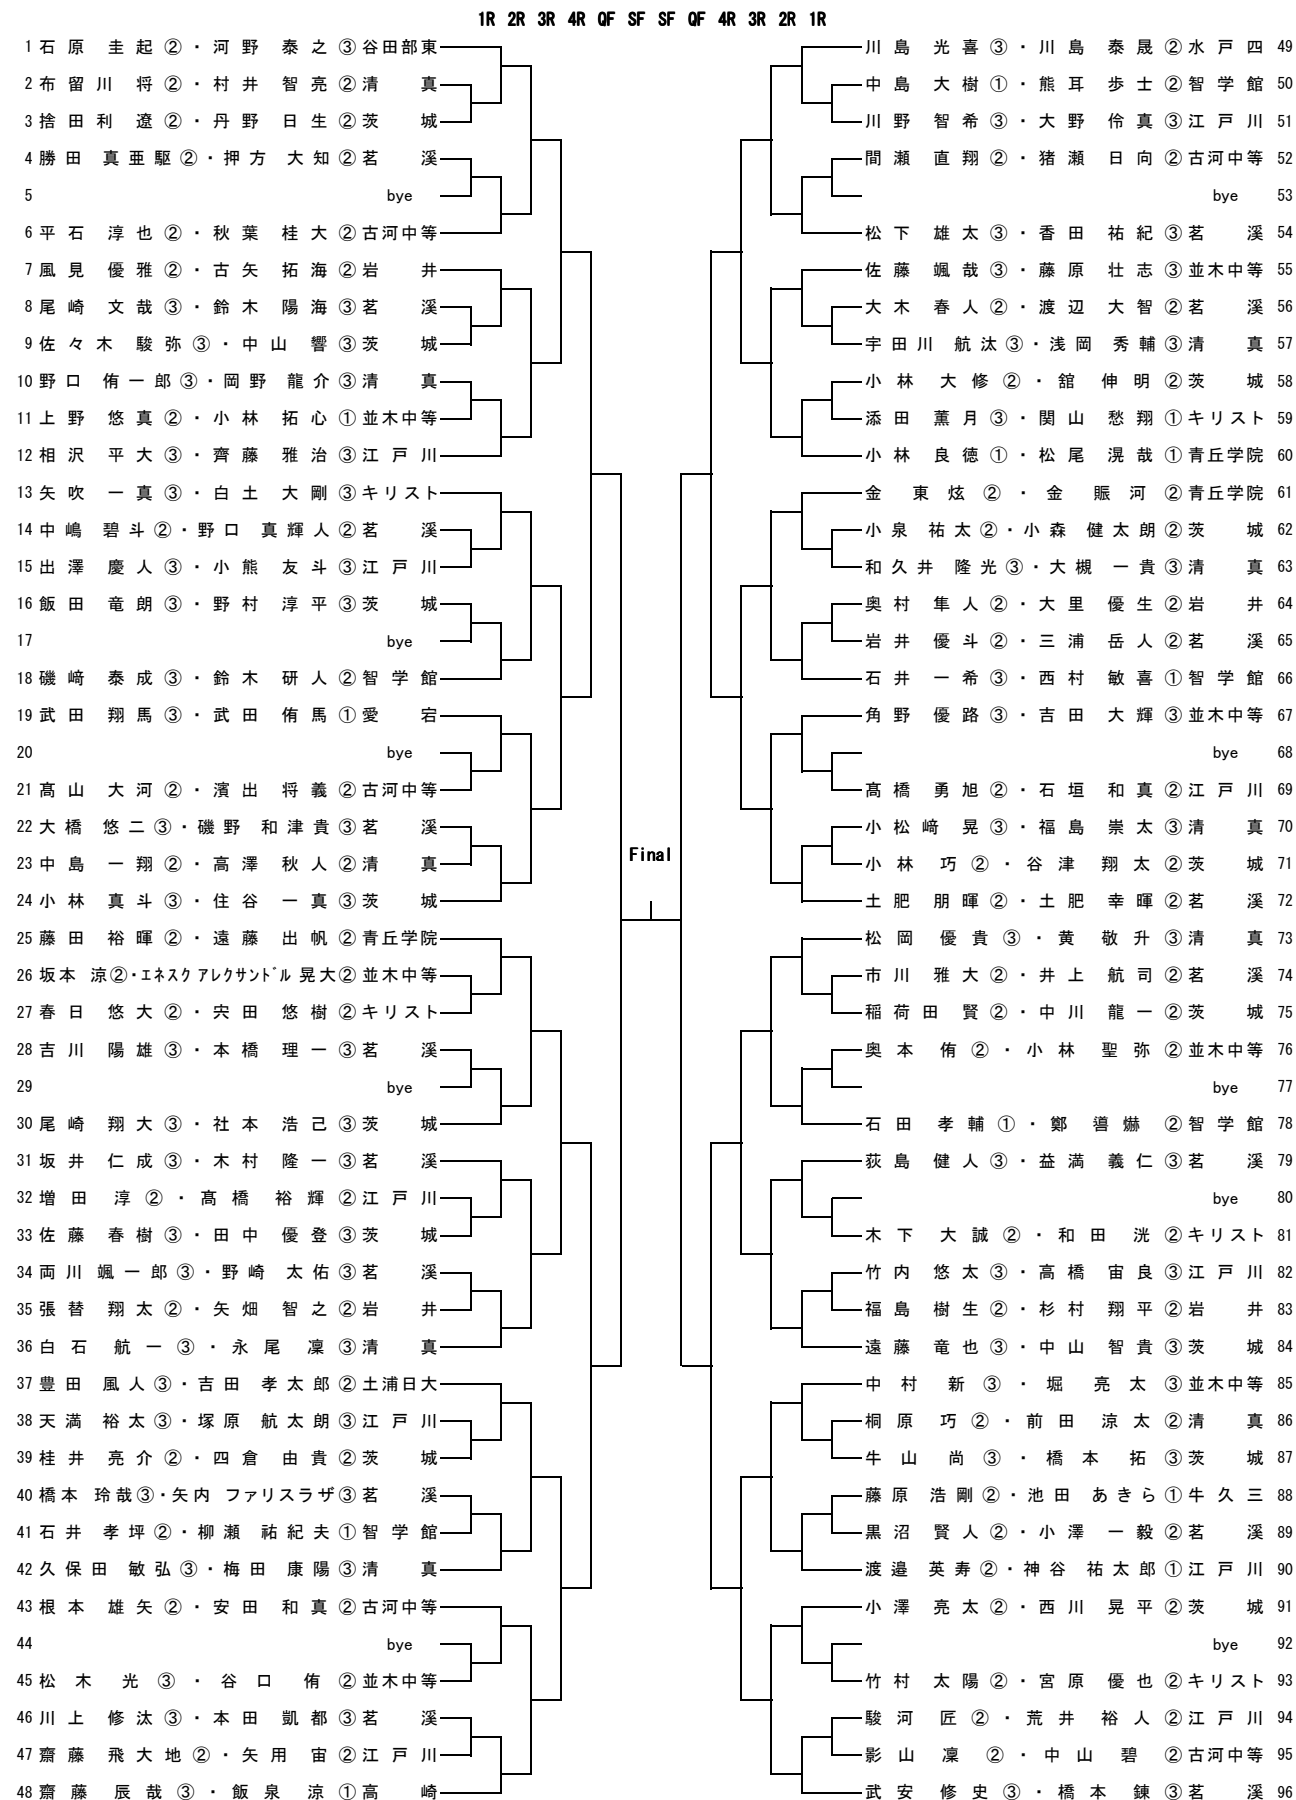 1R 2R 3R 4R QF SF SF QF 4R 3R 2R 1R
1 石原 圭起②・河野 泰之③ 谷田部東
2 布留川 将②・村井 智亮② 清真
3 捨田利 遼②・丹野 日生② 茨城
4 勝田 真亜駆②・押方 大知② 茗溪
5 bye
6 平石 淳也②・秋葉 桂大② 古河中等
7 風見 優雅②・古矢 拓海② 岩井
8 尾崎 文哉③・鈴木 陽海③ 茗溪
9 佐々木 駿弥③・中山 響③ 茨城
10 野口 侑一郎③・岡野 龍介③ 清真
11 上野 悠真②・小林 拓心① 並木中等
12 相沢 平大③・齊藤 雅治③ 江戸川
13 矢吹 一真③・白土 大剛③ キリスト
14 中嶋 碧斗②・野口 真輝人② 茗溪
15 出澤 慶人③・小熊 友斗③ 江戸川
16 飯田 竜朗③・野村 淳平③ 茨城
17 bye
18 磯﨑 泰成③・鈴木 研人② 智学館
19 武田 翔馬③・武田 侑馬① 愛宕
20 bye
21 髙山 大河②・濱出 将義② 古河中等
22 大橋 悠二③・磯野 和津貴③ 茗溪
23 中島 一翔②・高澤 秋人② 清真
24 小林 真斗③・住谷 一真③ 茨城
25 藤田 裕暉②・遠藤 出帆② 青丘学院
26 坂本 涼②・エネスク アレクサンドル 晃大② 並木中等
27 春日 悠大②・宍田 悠樹② キリスト
28 吉川 陽雄③・本橋 理一③ 茗溪
29 bye
30 尾崎 翔大③・社本 浩己③ 茨城
31 坂井 仁成③・木村 隆一③ 茗溪
32 増田 淳②・髙橋 裕輝② 江戸川
33 佐藤 春樹③・田中 優登③ 茨城
34 両川 颯一郎③・野崎 太佑③ 茗溪
35 張替 翔太②・矢畑 智之② 岩井
36 白石 航一③・永尾 凜③ 清真
37 豊田 風人③・吉田 孝太郎② 土浦日大
38 天満 裕太③・塚原 航太朗③ 江戸川
39 桂井 亮介②・四倉 由貴② 茨城
40 橋本 玲哉③・矢内 ファリスラザ③ 茗溪
41 石井 孝坪②・柳瀬 祐紀夫① 智学館
42 久保田 敏弘③・梅田 康陽③ 清真
43 根本 雄矢②・安田 和真② 古河中等
44 bye
45 松木 光③・谷口 侑② 並木中等
46 川上 修汰③・本田 凱都③ 茗溪
47 齋藤 飛大地②・矢用 宙② 江戸川
48 齋藤 辰哉③・飯泉 涼① 高崎
Final
川島 光喜③・川島 泰晟② 水戸四 49
中島 大樹①・熊耳 歩士② 智学館 50
川野 智希③・大野 伶真③ 江戸川 51
間瀬 直翔②・猪瀬 日向② 古河中等 52
bye 53
松下 雄太③・香田 祐紀③ 茗溪 54
佐藤 颯哉③・藤原 壮志③ 並木中等 55
大木 春人②・渡辺 大智② 茗溪 56
宇田川 航汰③・浅岡 秀輔③ 清真 57
小林 大修②・舘 伸明② 茨城 58
添田 薫月③・関山 愁翔① キリスト 59
小林 良徳①・松尾 滉哉① 青丘学院 60
金 東炫②・金 賑河② 青丘学院 61
小泉 祐太②・小森 健太朗② 茨城 62
和久井 隆光③・大槻 一貴③ 清真 63
奥村 隼人②・大里 優生② 岩井 64
岩井 優斗②・三浦 岳人② 茗溪 65
石井 一希③・西村 敏喜① 智学館 66
角野 優路③・吉田 大輝③ 並木中等 67
bye 68
髙橋 勇旭②・石垣 和真② 江戸川 69
小松﨑 晃③・福島 崇太③ 清真 70
小林 巧②・谷津 翔太② 茨城 71
土肥 朋暉②・土肥 幸暉② 茗溪 72
松岡 優貴③・黄 敬升③ 清真 73
市川 雅大②・井上 航司② 茗溪 74
稲荷田 賢②・中川 龍一② 茨城 75
奥本 侑②・小林 聖弥② 並木中等 76
bye 77
石田 孝輔①・鄭 ② 智学館 78
荻島 健人③・益満 義仁③ 茗溪 79
bye 80
木下 大誠②・和田 洸② キリスト 81
竹内 悠太③・高橋 宙良③ 江戸川 82
福島 樹生②・杉村 翔平② 岩井 83
遠藤 竜也③・中山 智貴③ 茨城 84
中村 新③・堀 亮太③ 並木中等 85
桐原 巧②・前田 涼太② 清真 86
牛山 尚③・橋本 拓③ 茨城 87
藤原 浩剛②・池田 あきら① 牛久三 88
黒沼 賢人②・小澤 一毅② 茗溪 89
渡邉 英寿②・神谷 祐太郎① 江戸川 90
小澤 亮太②・西川 晃平② 茨城 91
bye 92
竹村 太陽②・宮原 優也② キリスト 93
駿河 匠②・荒井 裕人② 江戸川 94
影山 凜②・中山 碧② 古河中等 95
武安 修史③・橋本 錬③ 茗溪 96